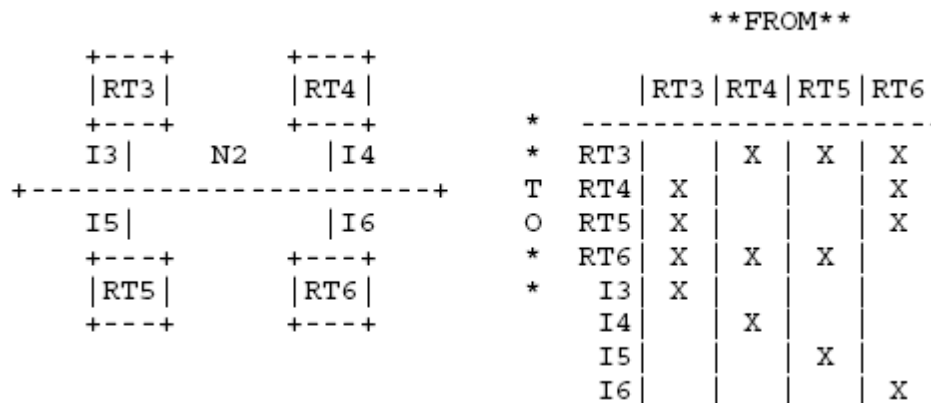 **FROM**
     +---+      +---+
     |RT3|      |RT4|               |RT3|RT4|RT5|RT6
     +---+      +---+         *  --------------------
     I3|    N2    |I4         *  RT3|   | X | X | X
+-----------------------+     T  RT4| X |   |   | X
     I5|          |I6         O  RT5| X |   |   | X
     +---+      +---+         *  RT6| X | X | X |
     |RT5|      |RT6|         *   I3| X |   |   |
     +---+      +---+             I4|   | X |   |
                                  I5|   |   | X |
                                  I6|   |   |   | X